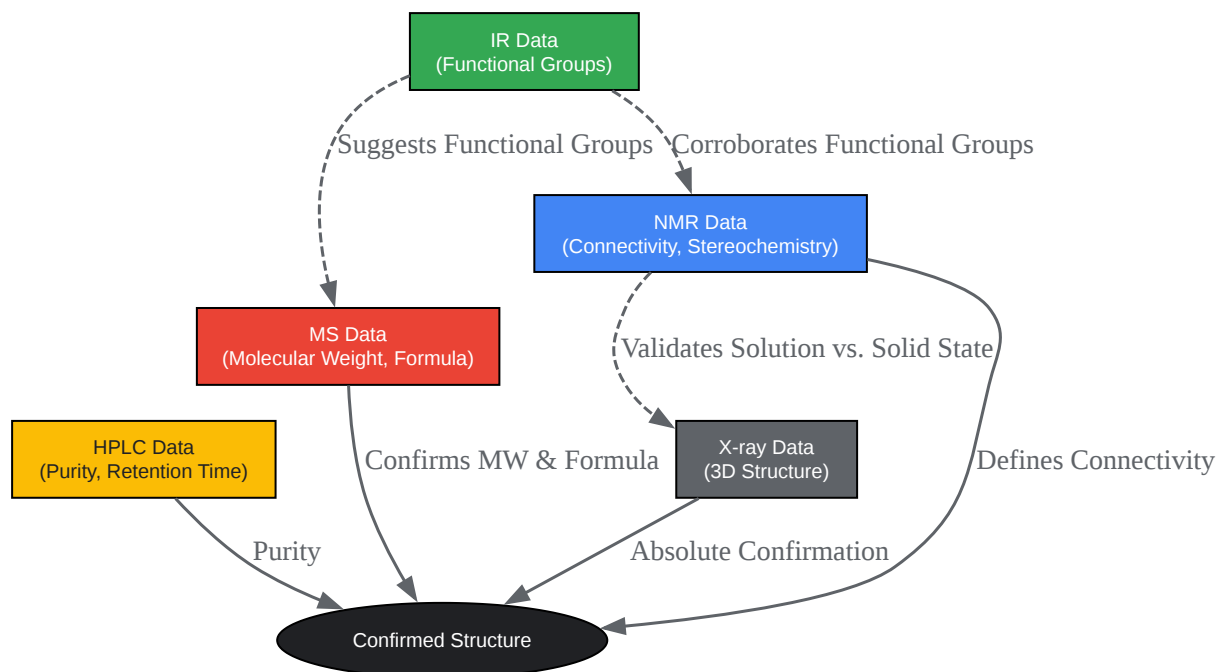 IR Data
(Functional Groups)
Suggests Functional Groups
Corroborates Functional Groups
NMR Data
(Connectivity, Stereochemistry)
MS Data
(Molecular Weight, Formula)
Validates Solution vs. Solid State
HPLC Data
(Purity, Retention Time)
Confirms MW & Formula
X-ray Data
(3D Structure)
Defines Connectivity
Purity
Absolute Confirmation
Confirmed Structure